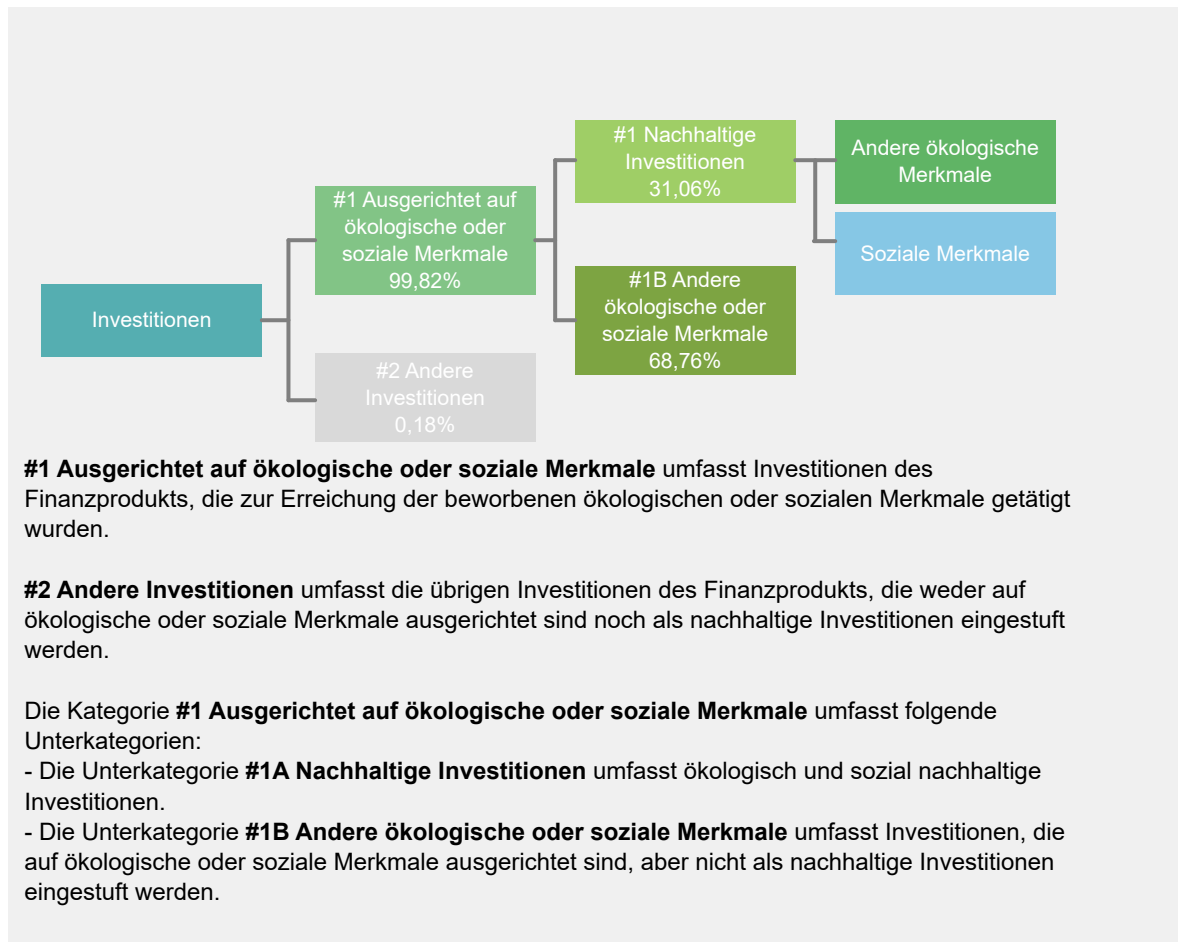 Investitionen
#1 Ausgerichtet auf
ökologische oder
soziale Merkmale
99,82%
#2 Andere
Investitionen
0,18%
#1 Nachhaltige
Investitionen
31,06%
#1B Andere
ökologische oder
soziale Merkmale
68,76%
Andere ökologische
Merkmale
Soziale Merkmale
#1 Ausgerichtet auf ökologische oder soziale Merkmale umfasst Investitionen des
Finanzprodukts, die zur Erreichung der beworbenen ökologischen oder sozialen Merkmale getätigt
wurden.
#2 Andere Investitionen umfasst die übrigen Investitionen des Finanzprodukts, die weder auf
ökologische oder soziale Merkmale ausgerichtet sind noch als nachhaltige Investitionen eingestuft
werden.
Die Kategorie #1 Ausgerichtet auf ökologische oder soziale Merkmale umfasst folgende
Unterkategorien:
- Die Unterkategorie #1A Nachhaltige Investitionen umfasst ökologisch und sozial nachhaltige
Investitionen.
- Die Unterkategorie #1B Andere ökologische oder soziale Merkmale umfasst Investitionen, die
auf ökologische oder soziale Merkmale ausgerichtet sind, aber nicht als nachhaltige Investitionen
eingestuft werden.